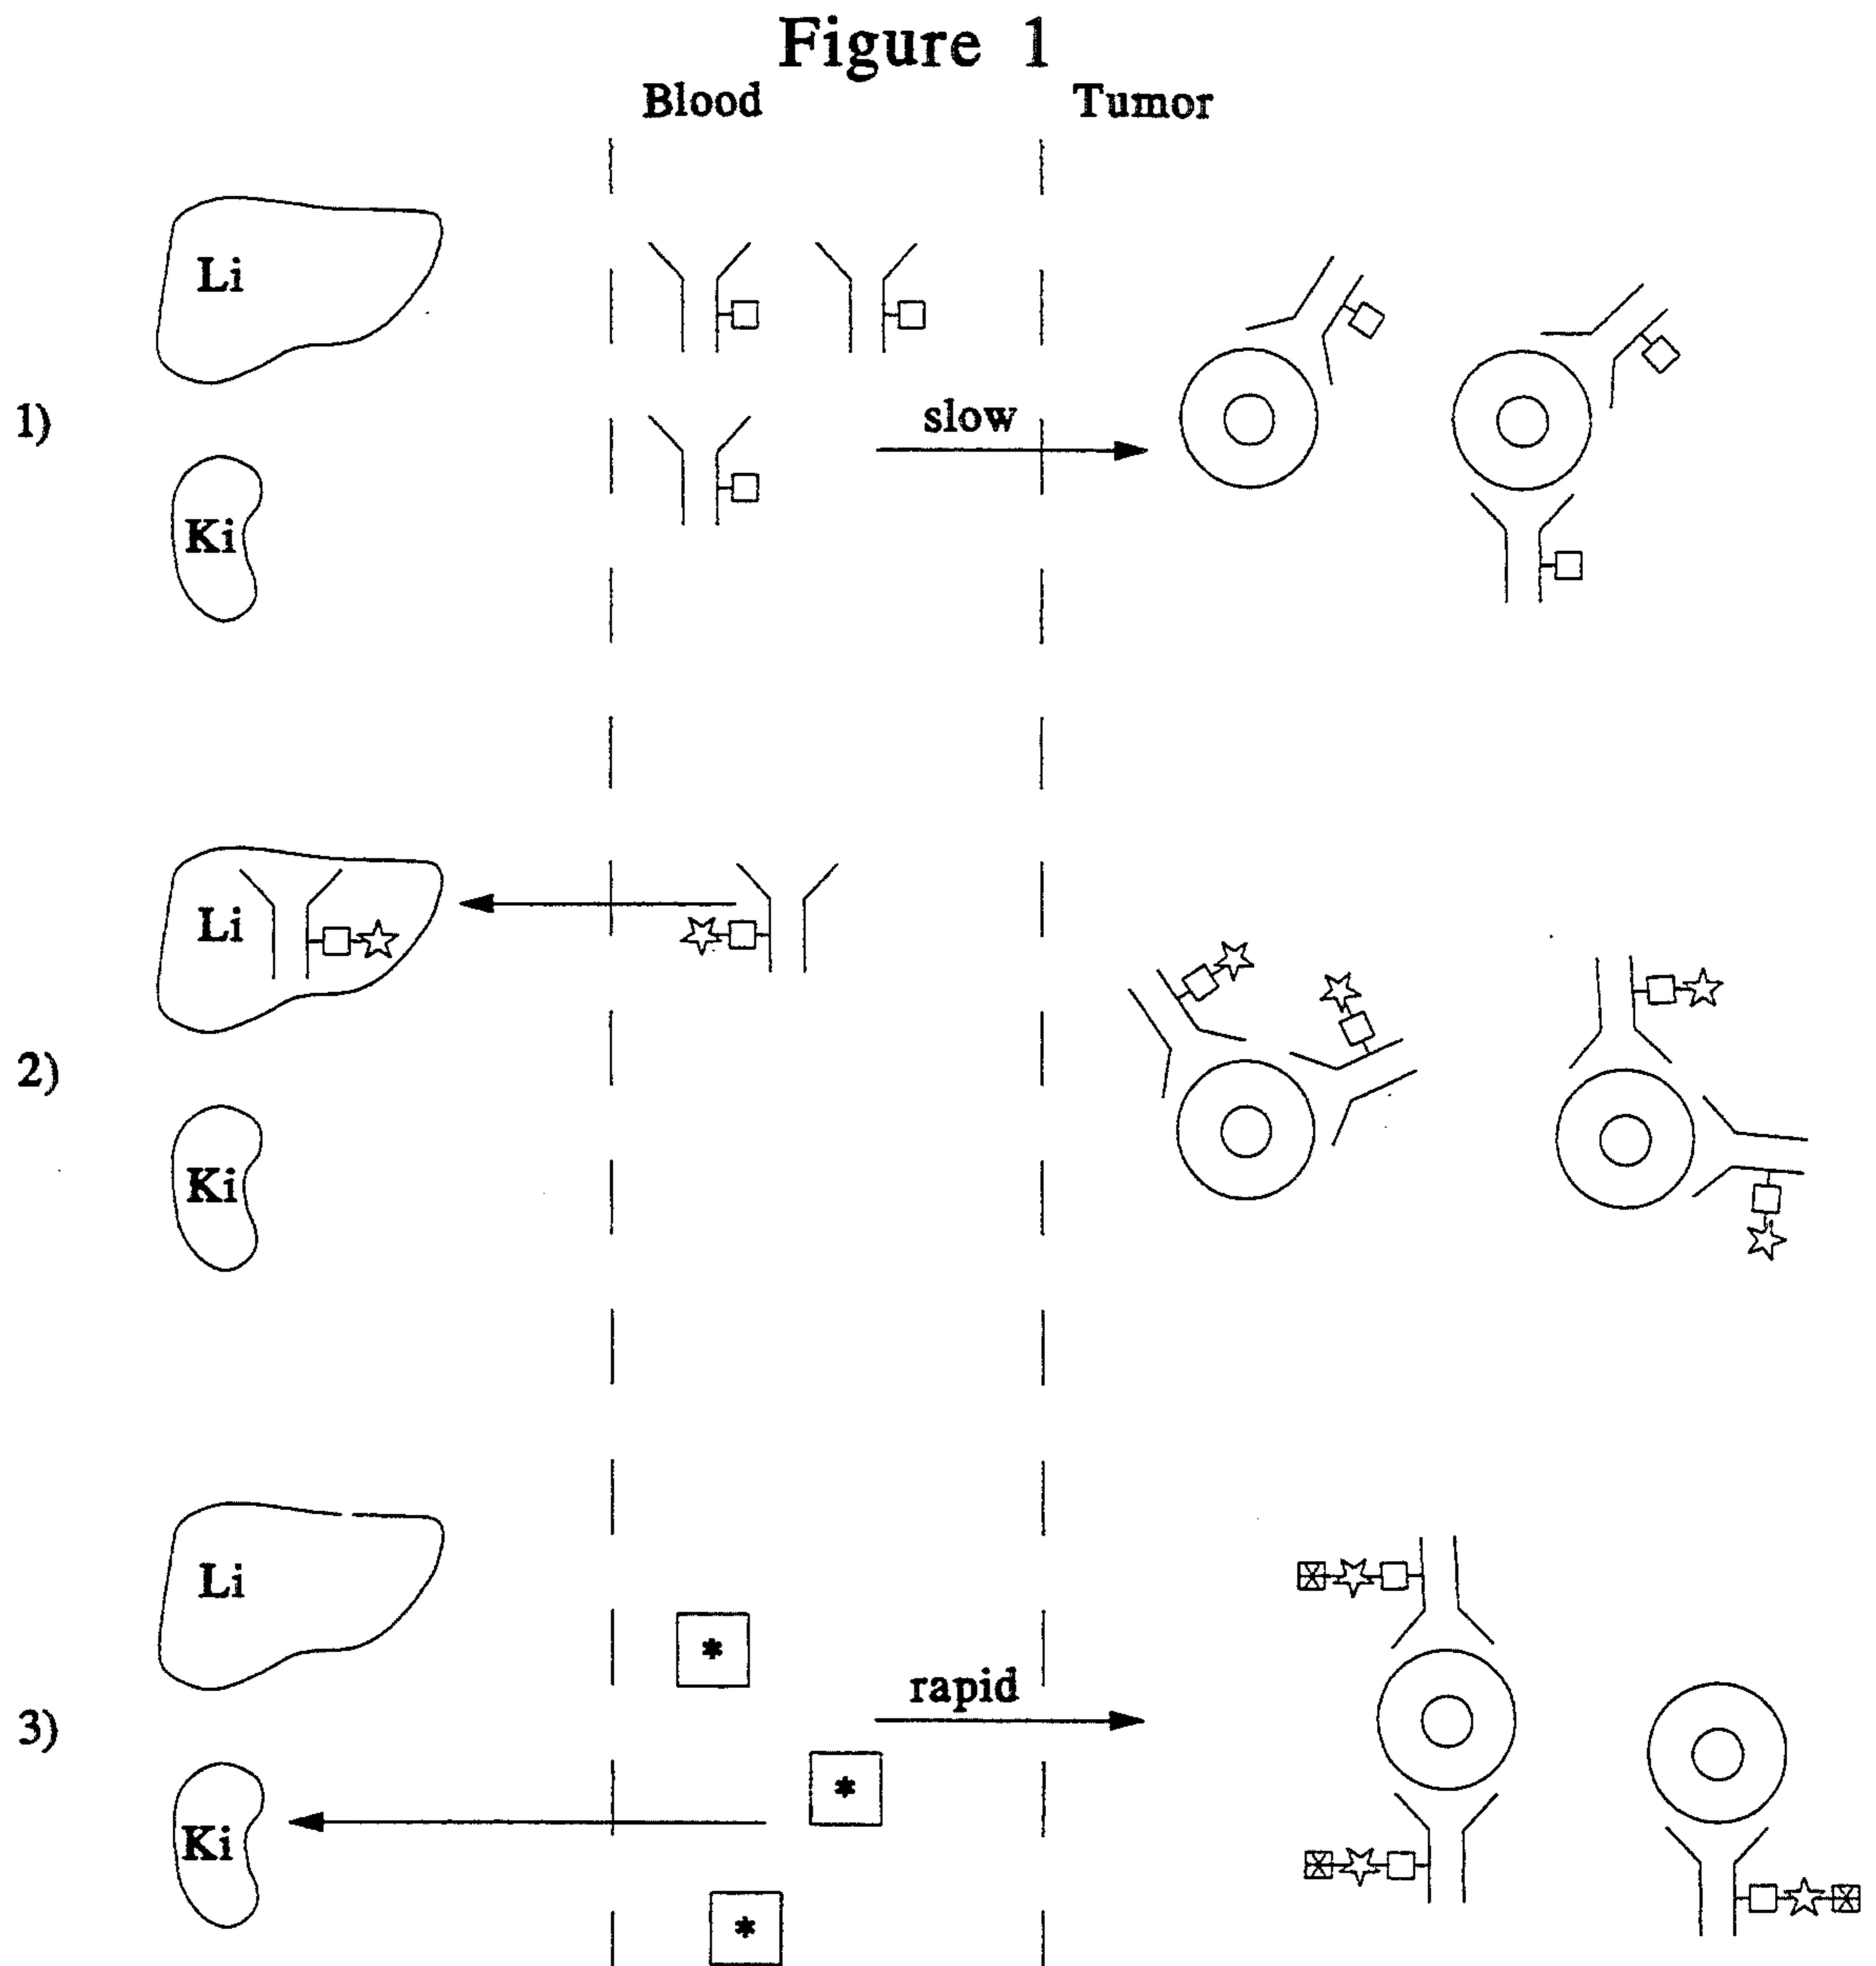 Figure 1
Blood
Tumor
Li
1)
slow
Ki
Li
2)
Ki
Li
*
rapid
3)
*
Ki
*